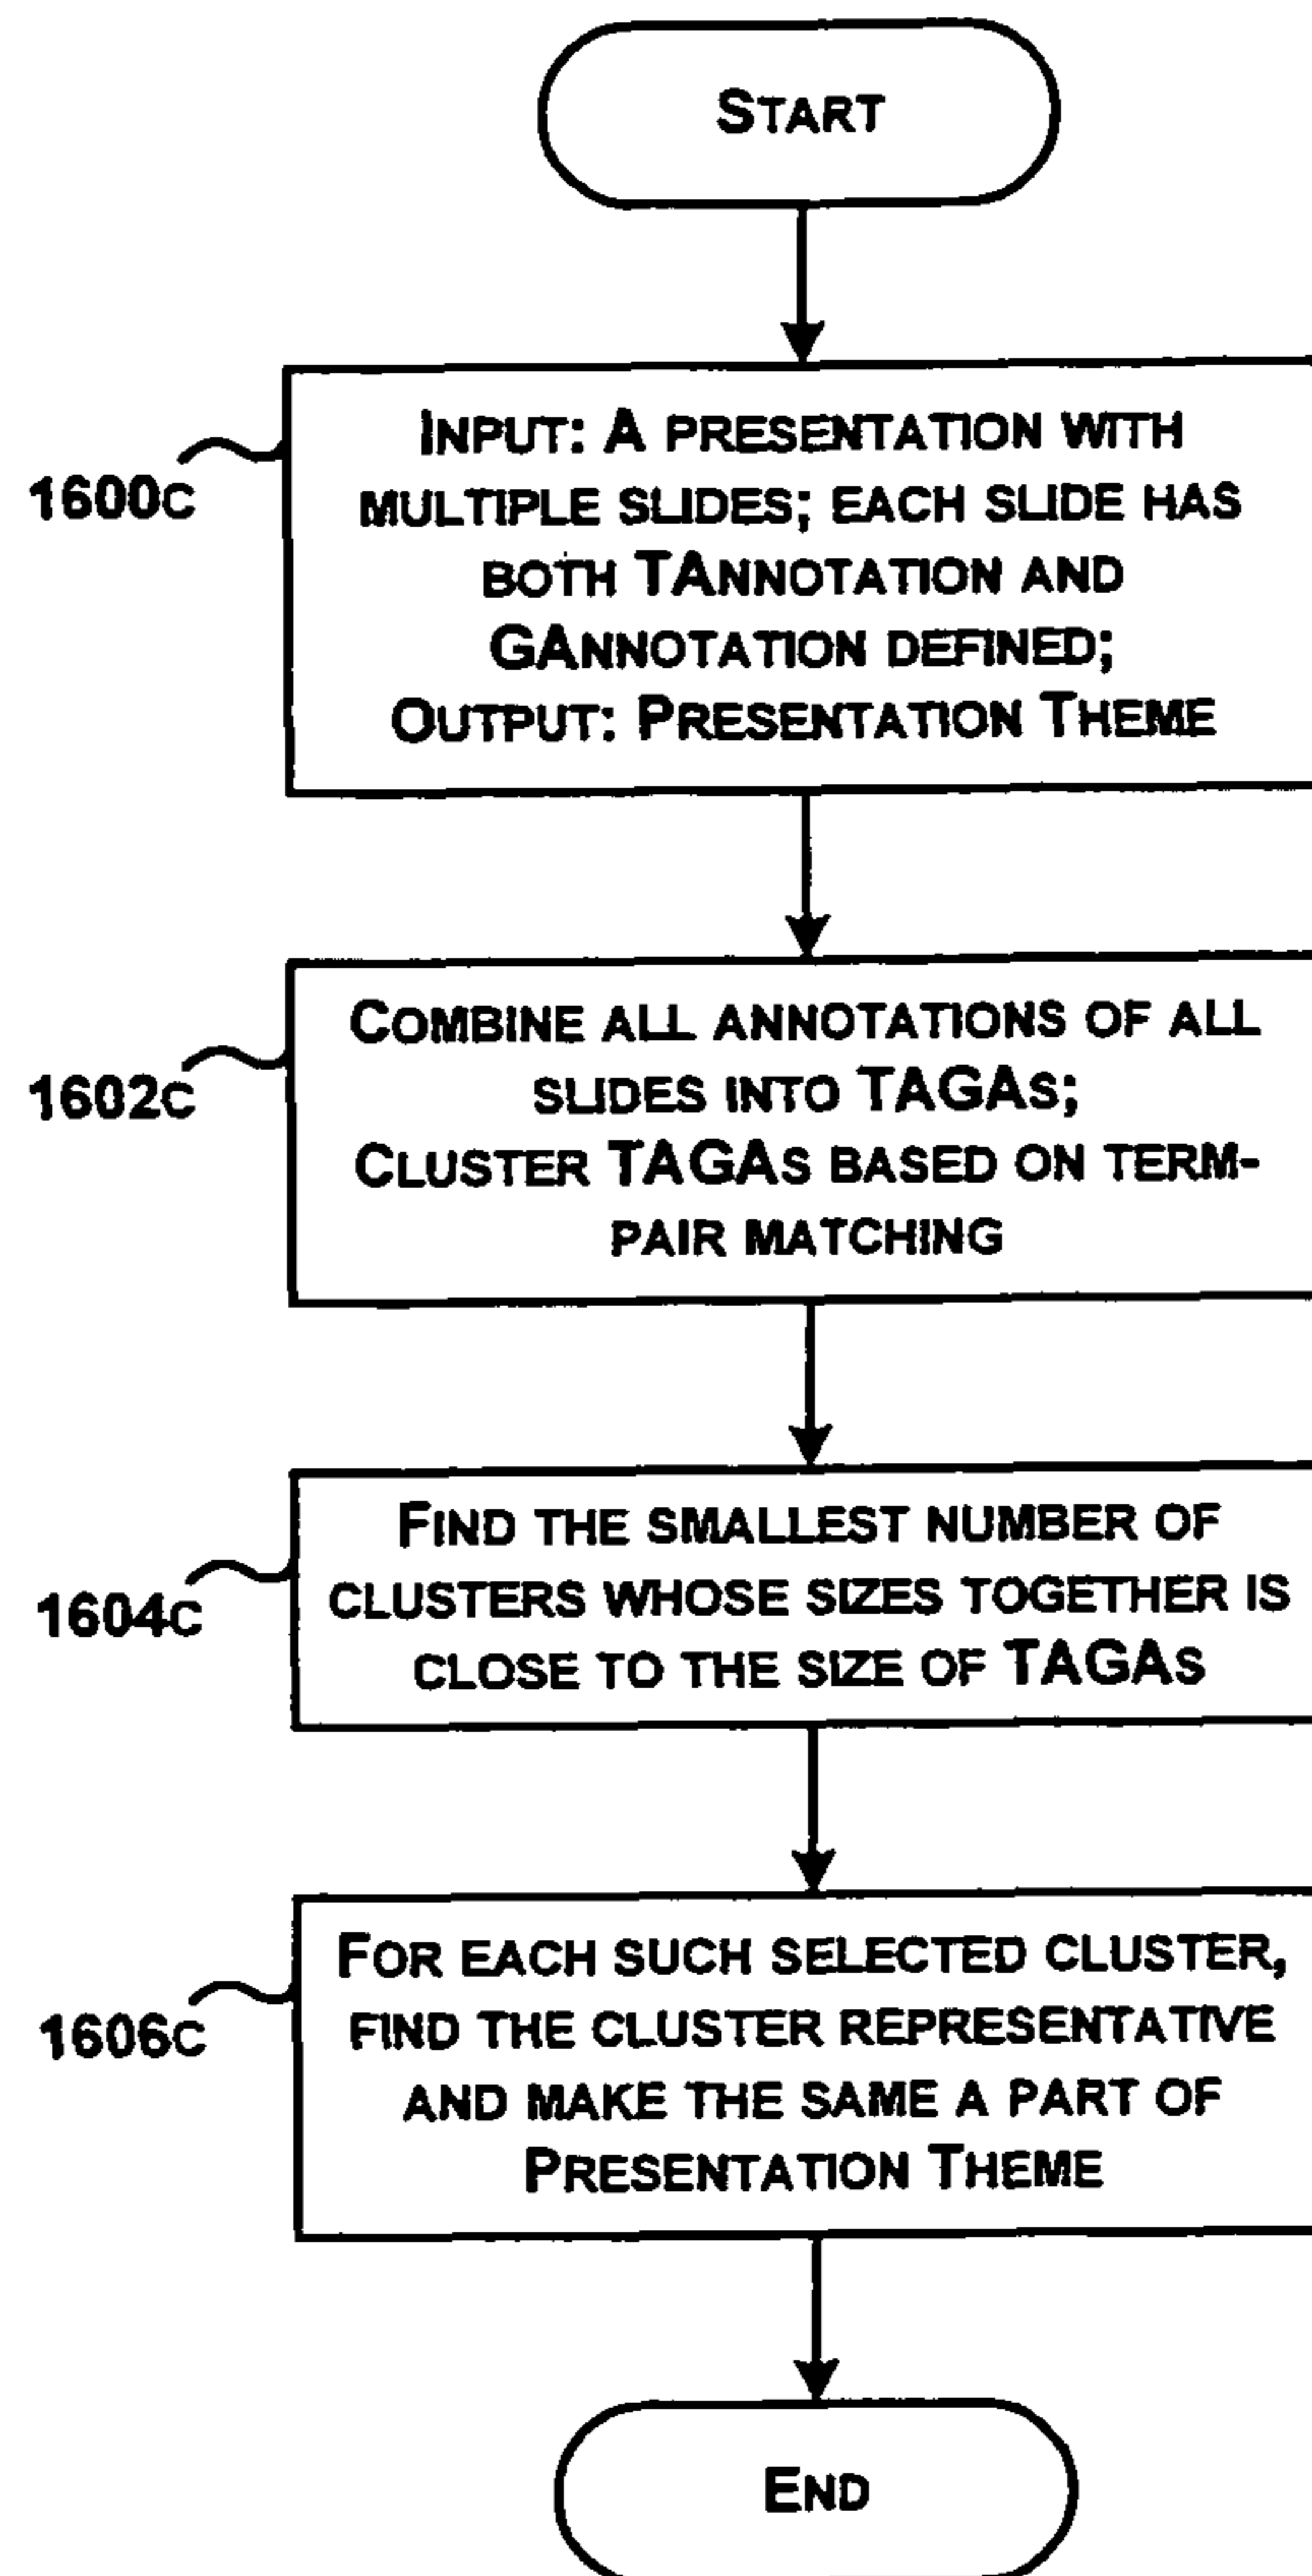 START
INPUT: A PRESENTATION WITH
MULTIPLE SLIDES; EACH SLIDE HAS
BOTH TANNOTATION AND
GANNOTATION DEFINED;
OUTPUT: PRESENTATION THEME
1600C
COMBINE ALL ANNOTATIONS OF ALL
SLIDES INTO TAGAS;
CLUSTER TAGAS BASED ON TERM-
PAIR MATCHING
1602C
FIND THE SMALLEST NUMBER OF
CLUSTERS WHOSE SIZES TOGETHER IS
CLOSE TO THE SIZE OF TAGAS
1604C
FOR EACH SUCH SELECTED CLUSTER,
FIND THE CLUSTER REPRESENTATIVE
AND MAKE THE SAME A PART OF
PRESENTATION THEME
1606C
END